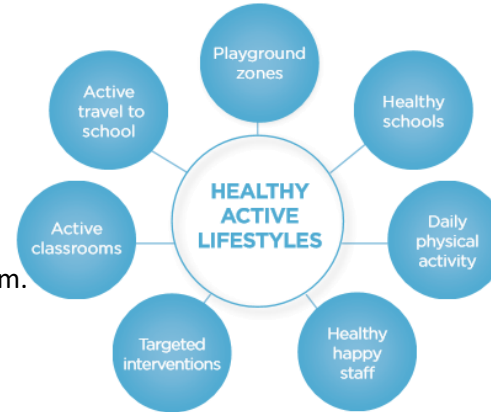 Playground
zones
Active
travel to
school
Healthy
schools
HEALTHY
ACTIVE
LIFESTYLES
Active
classrooms
Daily
physical
activity
m.
Targeted
interventions
Healthy
happy
staff